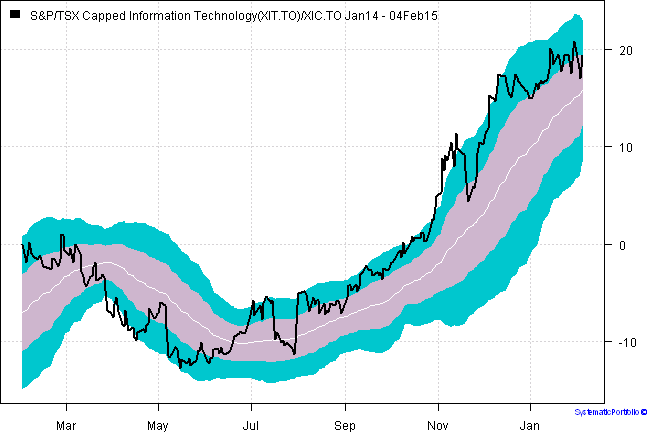 S&P/TSX Capped Information Technology(XIT.TO)/XIC.TO Jan14 - 04Feb15
20
10
0
-10
Mar May Jul Sep Nov Jan
SystematicPortfolio ©